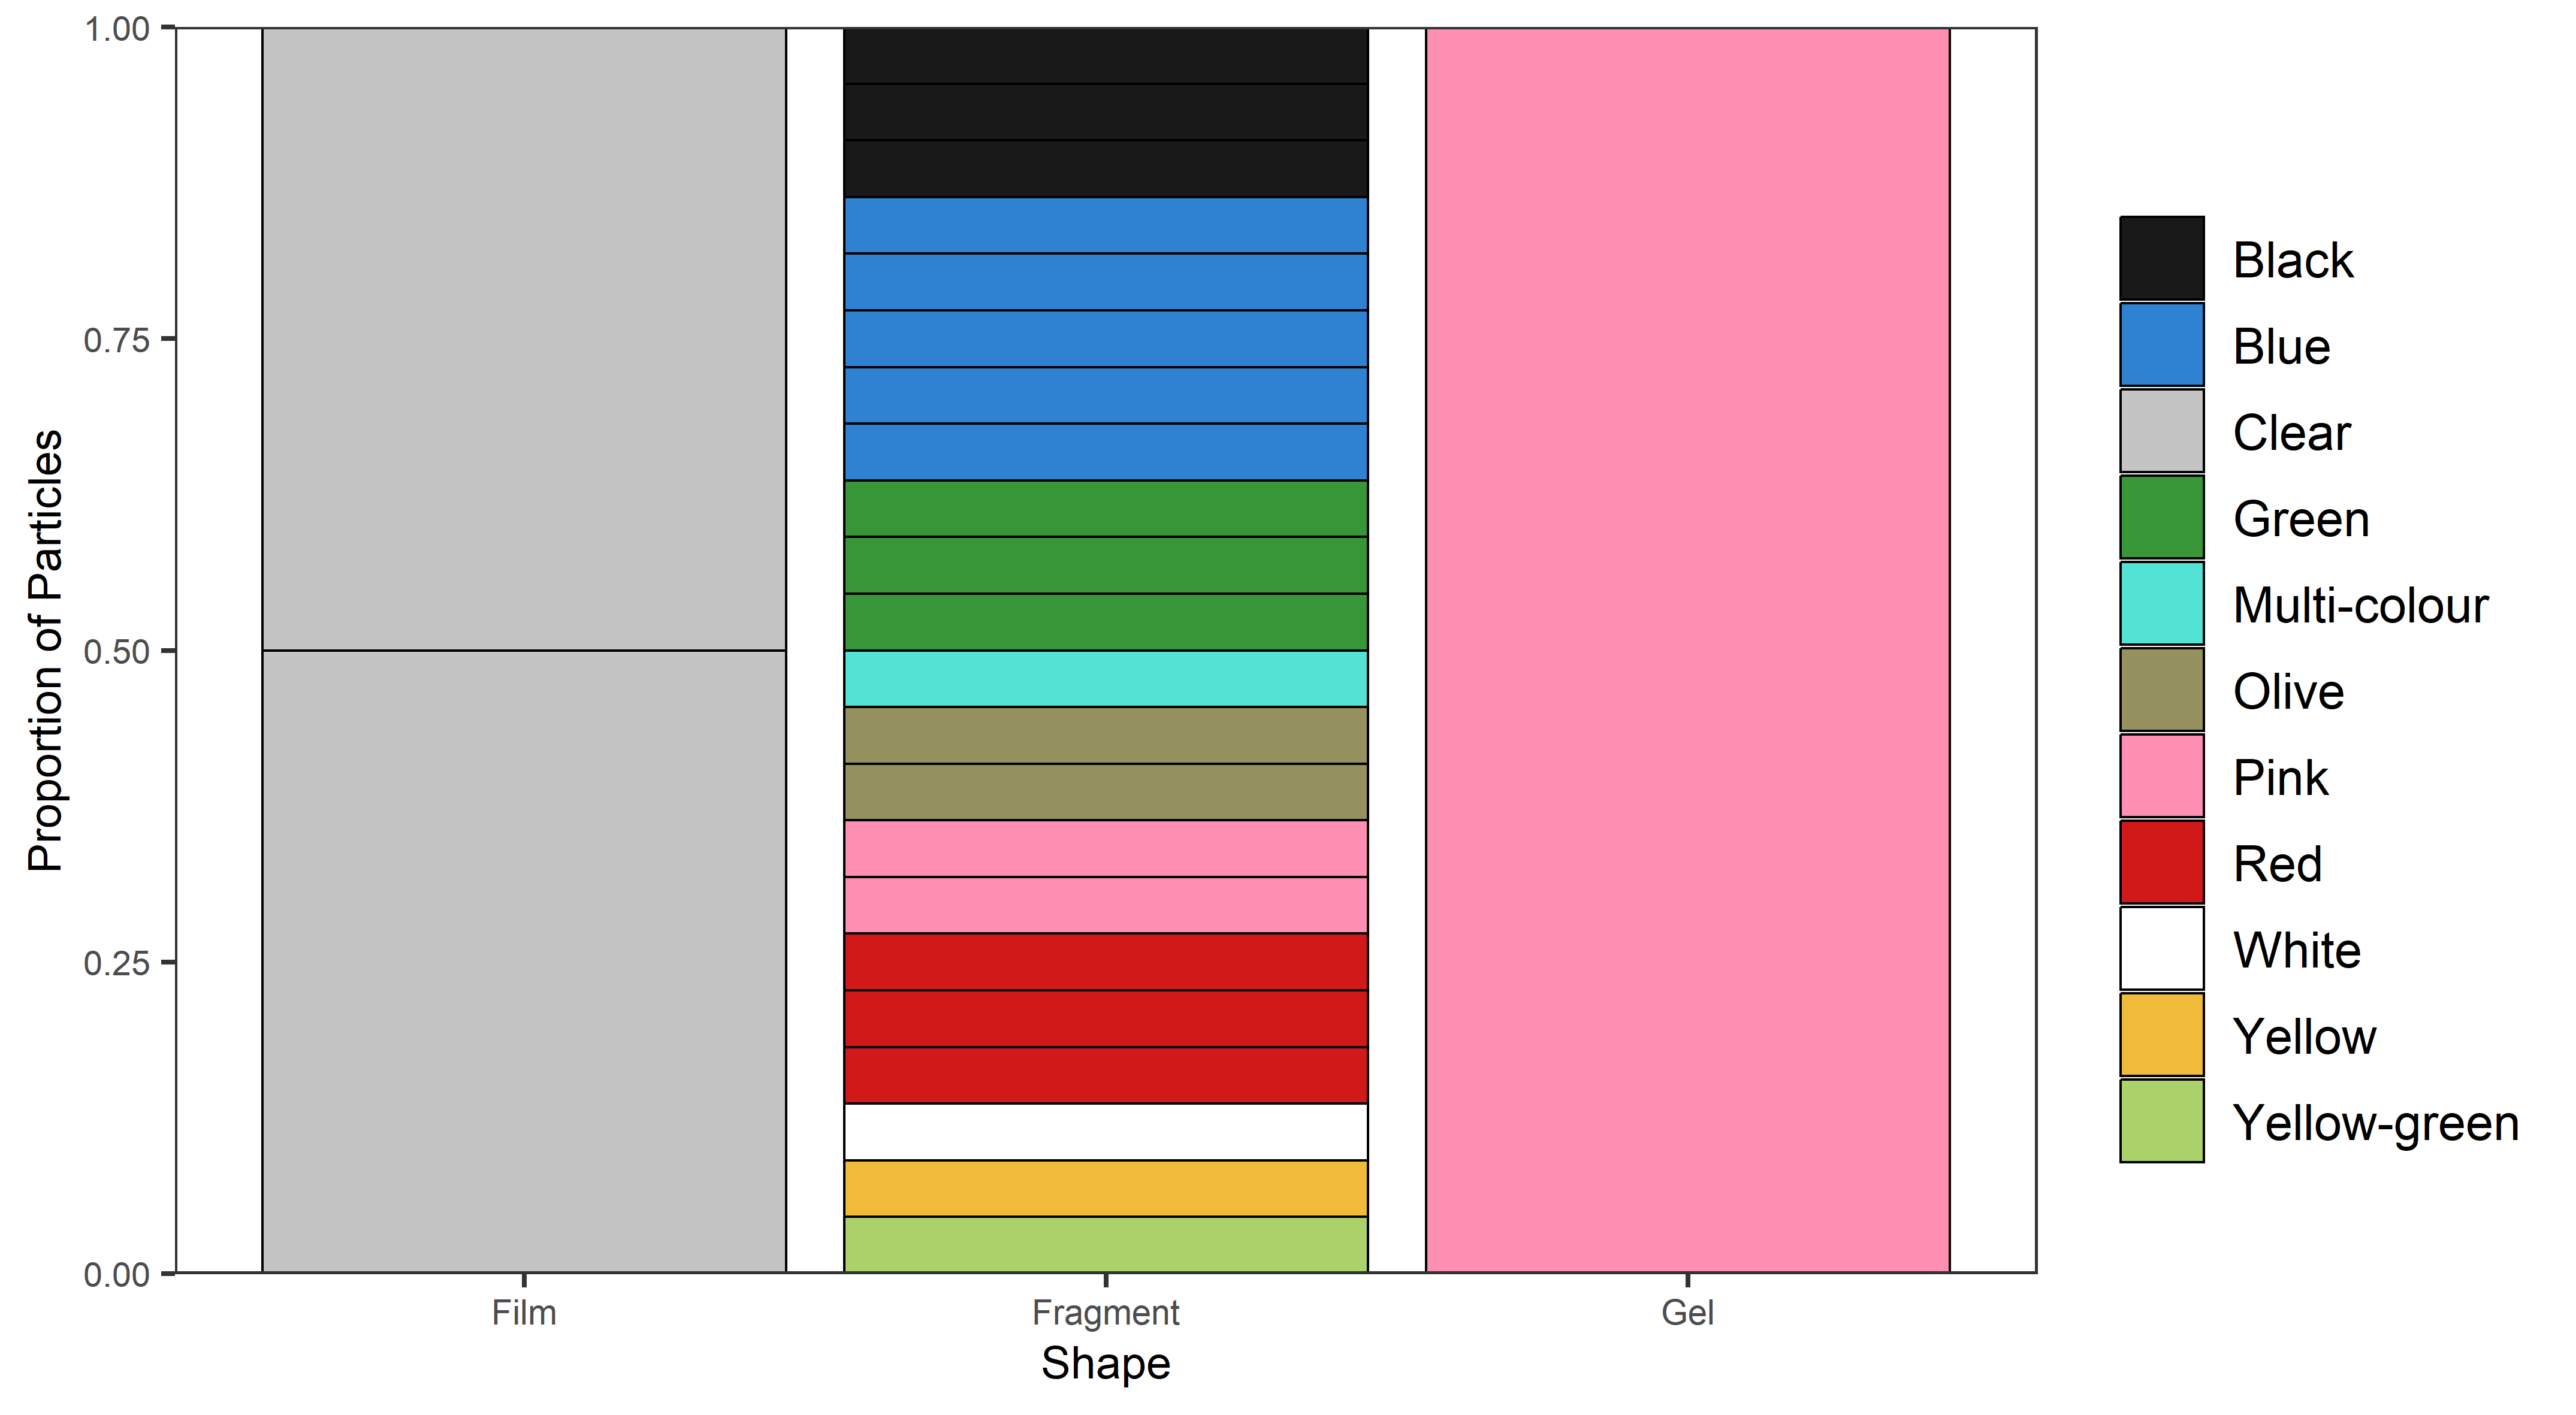 Proportion of Particles
1.00
0.75
0.50
0.25
0.00
Film
Fragment
Gel
Shape
Black
Blue
Clear
Green
Multi-colour
Olive
Pink
Red
White
Yellow
Yellow-green